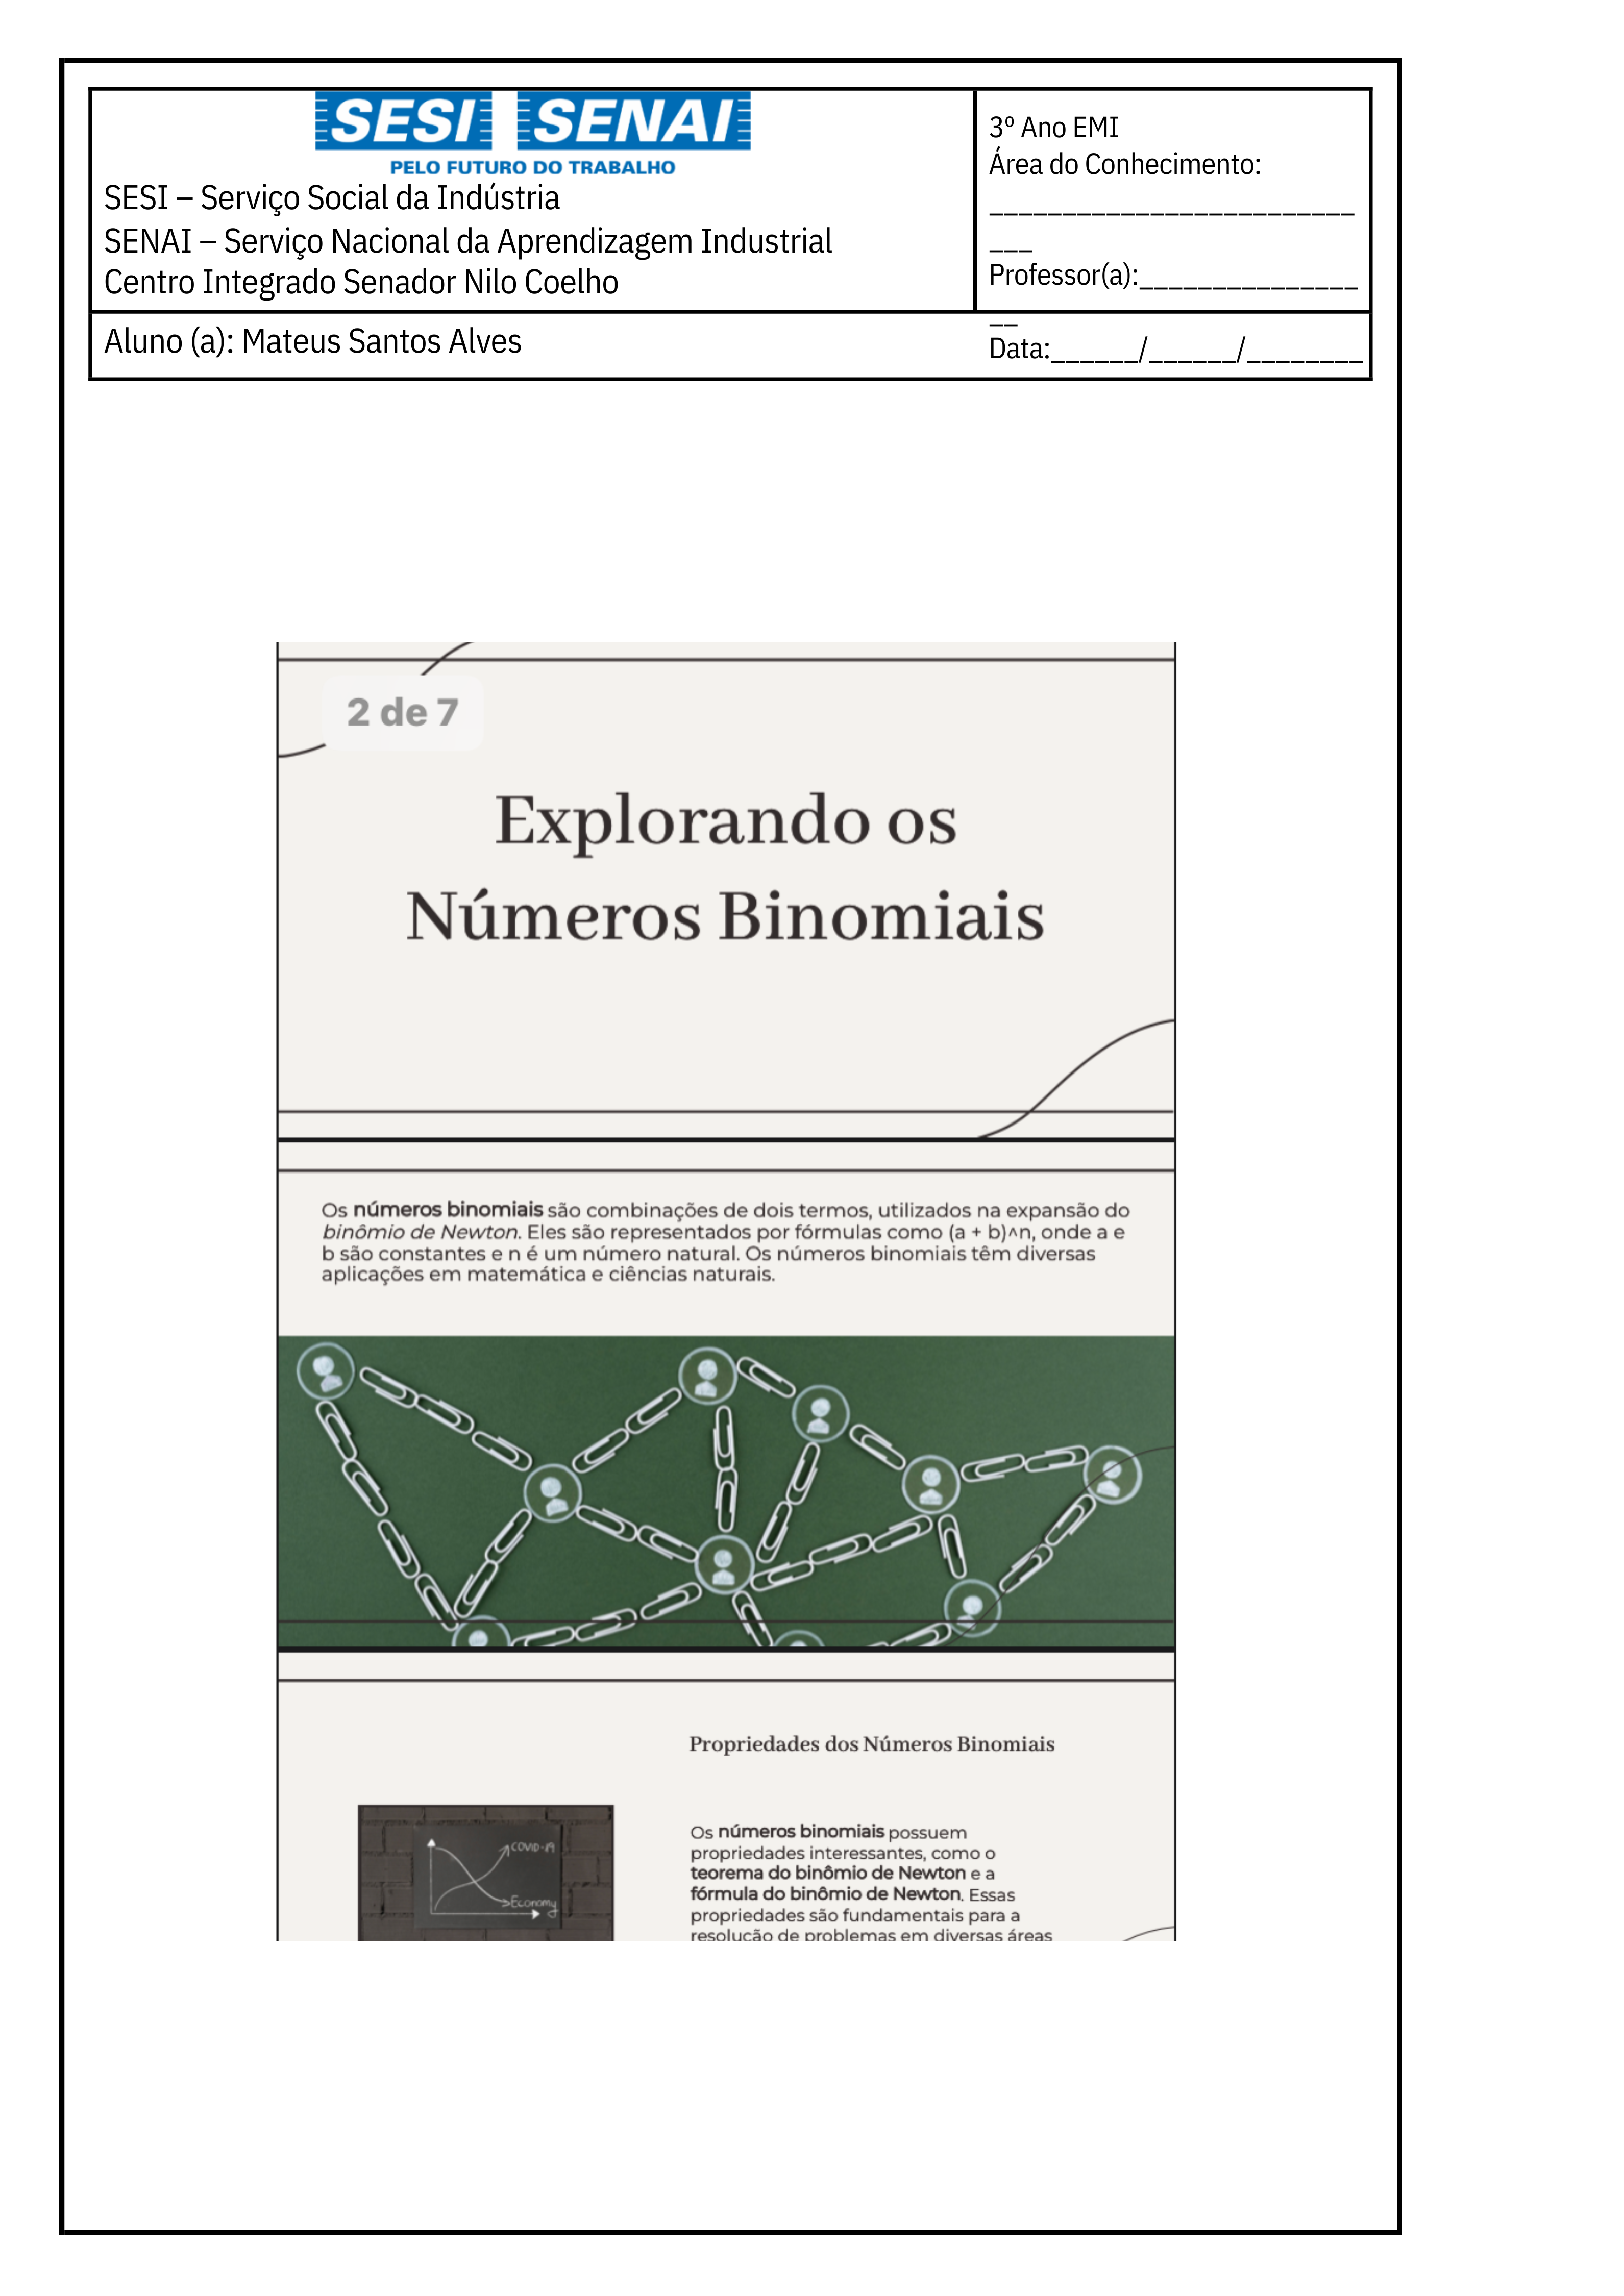 SESI SENAI
PELO FUTURO DO TRABALHO
SESI – Serviço Social da Indústria
SENAI – Serviço Nacional da Aprendizagem Industrial
Centro Integrado Senador Nilo Coelho
3º Ano EMI
Área do Conhecimento:
_________________________
___
Professor(a):_______________
__
Aluno (a): Mateus Santos Alves
Data:______/______/________
2 de 7
Explorando os
Números Binomiais
Os números binomiais são combinações de dois termos, utilizados na expansão do
binômio de Newton. Eles são representados por fórmulas como (a + b)^n, onde a e
b são constantes e n é um número natural. Os números binomiais têm diversas
aplicações em matemática e ciências naturais.
Propriedades dos Números Binomiais
COVID-19
Economy
Os números binomiais possuem
propriedades interessantes, como o
teorema do binômio de Newton e a
fórmula do binômio de Newton. Essas
propriedades são fundamentais para a
resolução de problemas em diversas áreas